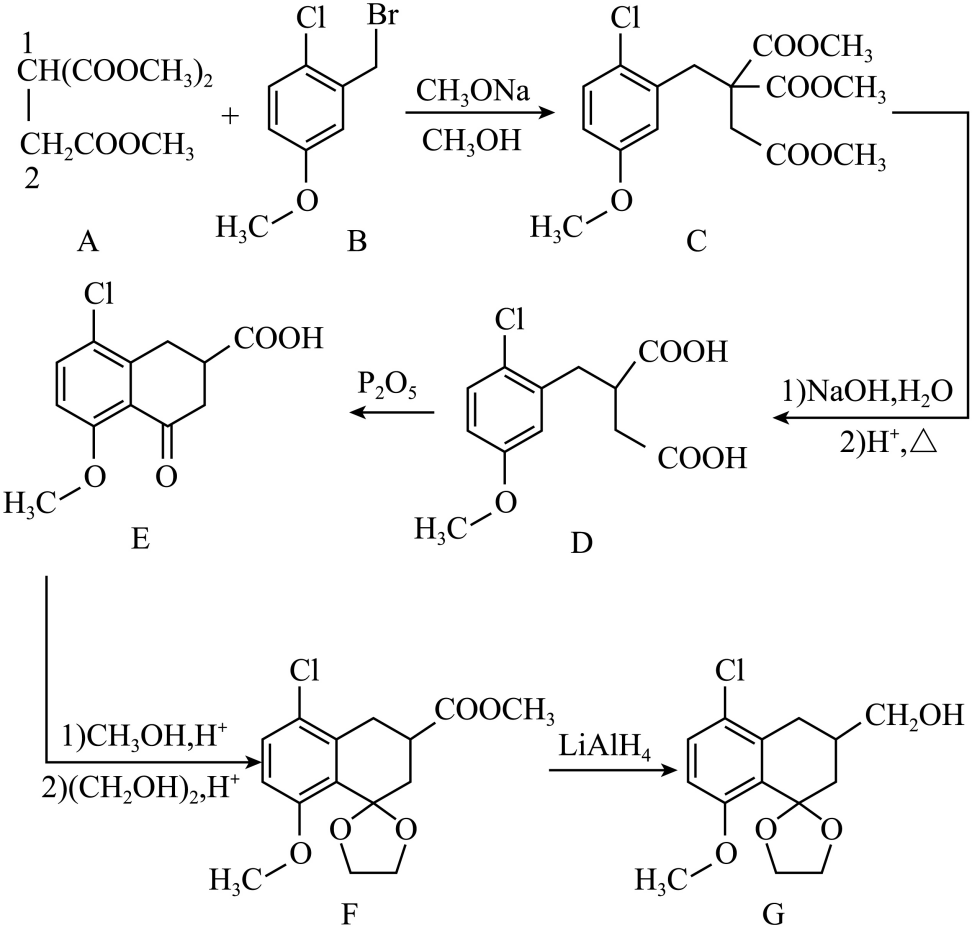 1
CH(COOCH₃)₂
CH₂COOCH₃
2
A
+
Cl
Br
O
H₃C
B
CH₃ONa
CH₃OH
Cl
COOCH₃
COOCH₃
COOCH₃
O
H₃C
C
1)NaOH,H₂O
2)H⁺,△
Cl
COOH
COOH
O
H₃C
D
P₂O₅
Cl
COOH
O
O
H₃C
E
1)CH₃OH,H⁺
2)(CH₂OH)₂,H⁺
Cl
COOCH₃
O
O
O
H₃C
F
LiAlH₄
Cl
CH₂OH
O
O
O
H₃C
G